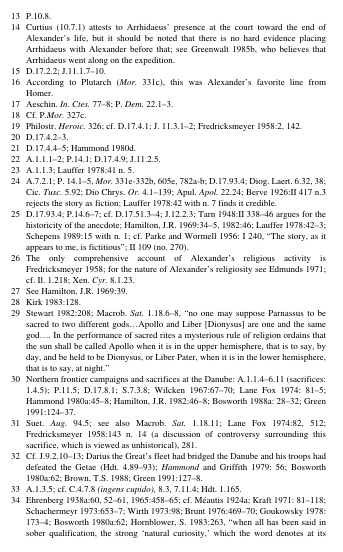 13 P.10.8.
14 Curtius (10.7.1) attests to Arrhidaeus' presence at the court toward the end of
Alexander's life, but it should be noted that there is no hard evidence placing
Arrhidaeus with Alexander before that; see Greenwalt 1985b, who believes that
Arrhidaeus went along on the expedition.
15 D.17.2.2; J.11.1.7–10.
16 According to Plutarch (Mor. 331c), this was Alexander's favorite line from
Homer.
17 Aeschin. In. Ctes. 77–8; P. Dem. 22.1–3.
18 Cf. P.Mor. 327c.
19 Philostr. Heroic. 326; cf. D.17.4.1; J. 11.3.1–2; Fredricksmeyer 1958:2, 142.
20 D.17.4.2–3.
21 D.17.4.4–5; Hammond 1980d.
22 A.1.1.1–2; P.14.1; D.17.4.9; J.11.2.5.
23 A.1.1.3; Lauffer 1978:41 n. 5.
24 A.7.2.1; P. 14.1–5, Mor. 331e-332b, 605e, 782a-b; D.17.93.4; Diog. Laert. 6.32, 38;
Cic. Tusc. 5.92; Dio Chrys. Or. 4.1–139; Apul. Apol. 22.24; Berve 1926:II 417 n.3
rejects the story as fiction; Lauffer 1978:42 with n. 7 finds it credible.
25 D.17.93.4; P.14.6–7; cf. D.17.51.3–4; J.12.2.3; Tarn 1948:II 338–46 argues for the
historicity of the anecdote; Hamilton, J.R. 1969:34–5, 1982:46; Lauffer 1978:42–3;
Schepens 1989:15 with n. 1; cf. Parke and Wormell 1956: I 240, “The story, as it
appears to me, is fictitious”; II 109 (no. 270).
26 The only comprehensive account of Alexander's religious activity is
Fredricksmeyer 1958; for the nature of Alexander's religiosity see Edmunds 1971;
cf. Il. 1.218; Xen. Cyr. 8.1.23.
27 See Hamilton, J.R. 1969:39.
28 Kirk 1983:128.
29 Stewart 1982:208; Macrob. Sat. 1.18.6–8, “no one may suppose Parnassus to be
sacred to two different gods…Apollo and Liber [Dionysus] are one and the same
god…. In the performance of sacred rites a mysterious rule of religion ordains that
the sun shall be called Apollo when it is in the upper hemisphere, that is to say, by
day, and be held to be Dionysus, or Liber Pater, when it is in the lower hemisphere,
that is to say, at night.”
30 Northern frontier campaigns and sacrifices at the Danube: A.1.1.4–6.11 (sacrifices:
1.4.5); P.11.5; D.17.8.1; S.7.3.8; Wilcken 1967:67–70; Lane Fox 1974: 81–5;
Hammond 1980a:45–8; Hamilton, J.R. 1982:46–8; Bosworth 1988a: 28–32; Green
1991:124–37.
31 Suet. Aug. 94.5; see also Macrob. Sat. 1.18.11; Lane Fox 1974:82, 512;
Fredricksmeyer 1958:143 n. 14 (a discussion of controversy surrounding this
sacrifice, which is viewed as unhistorical), 281.
32 Cf. J.9.2.10–13; Darius the Great's fleet had bridged the Danube and his troops had
defeated the Getae (Hdt. 4.89–93); Hammond and Griffith 1979: 56; Bosworth
1980a:62; Brown, T.S. 1988; Green 1991:127–8.
33 A.1.3.5; cf. C.4.7.8 (ingens cupido), 8.3, 7.11.4; Hdt. 1.165.
34 Ehrenberg 1938a:60, 52–61, 1965:458–65; cf. Méautis 1924a; Kraft 1971: 81–118;
Schachermeyr 1973:653–7; Wirth 1973:98; Brunt 1976:469–70; Goukowsky 1978:
173–4; Bosworth 1980a:62; Hornblower, S. 1983:263, “when all has been said in
sober qualification, the strong ‘natural curiosity,’ which the word denotes at its